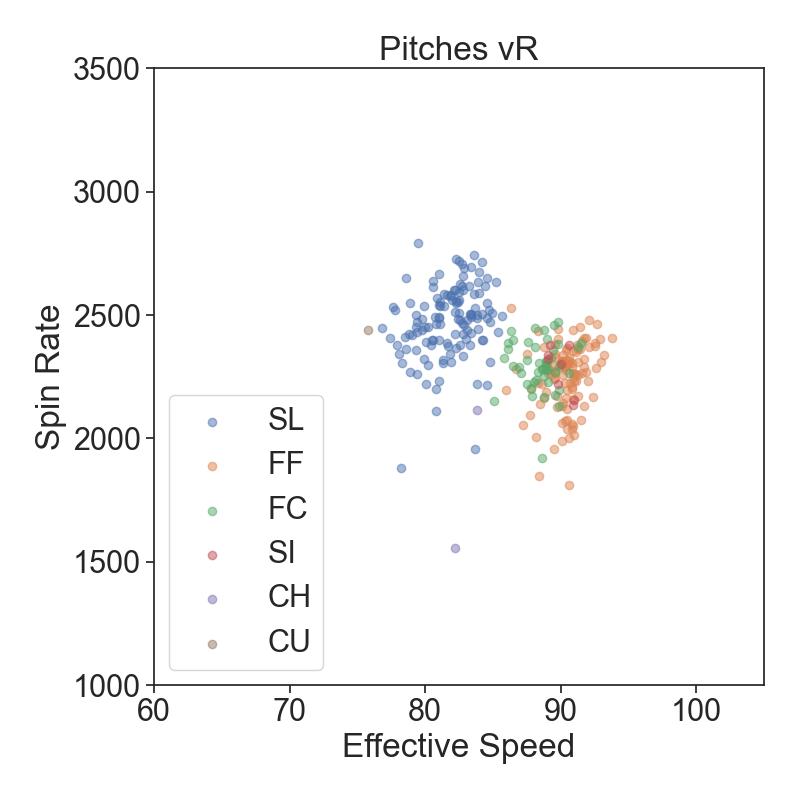 Pitches vR
3500
3000
2500
2000
1500
1000
Spin Rate
SL
FF
FC
SI
CH
CU
60 70 80 90 100
Effective Speed